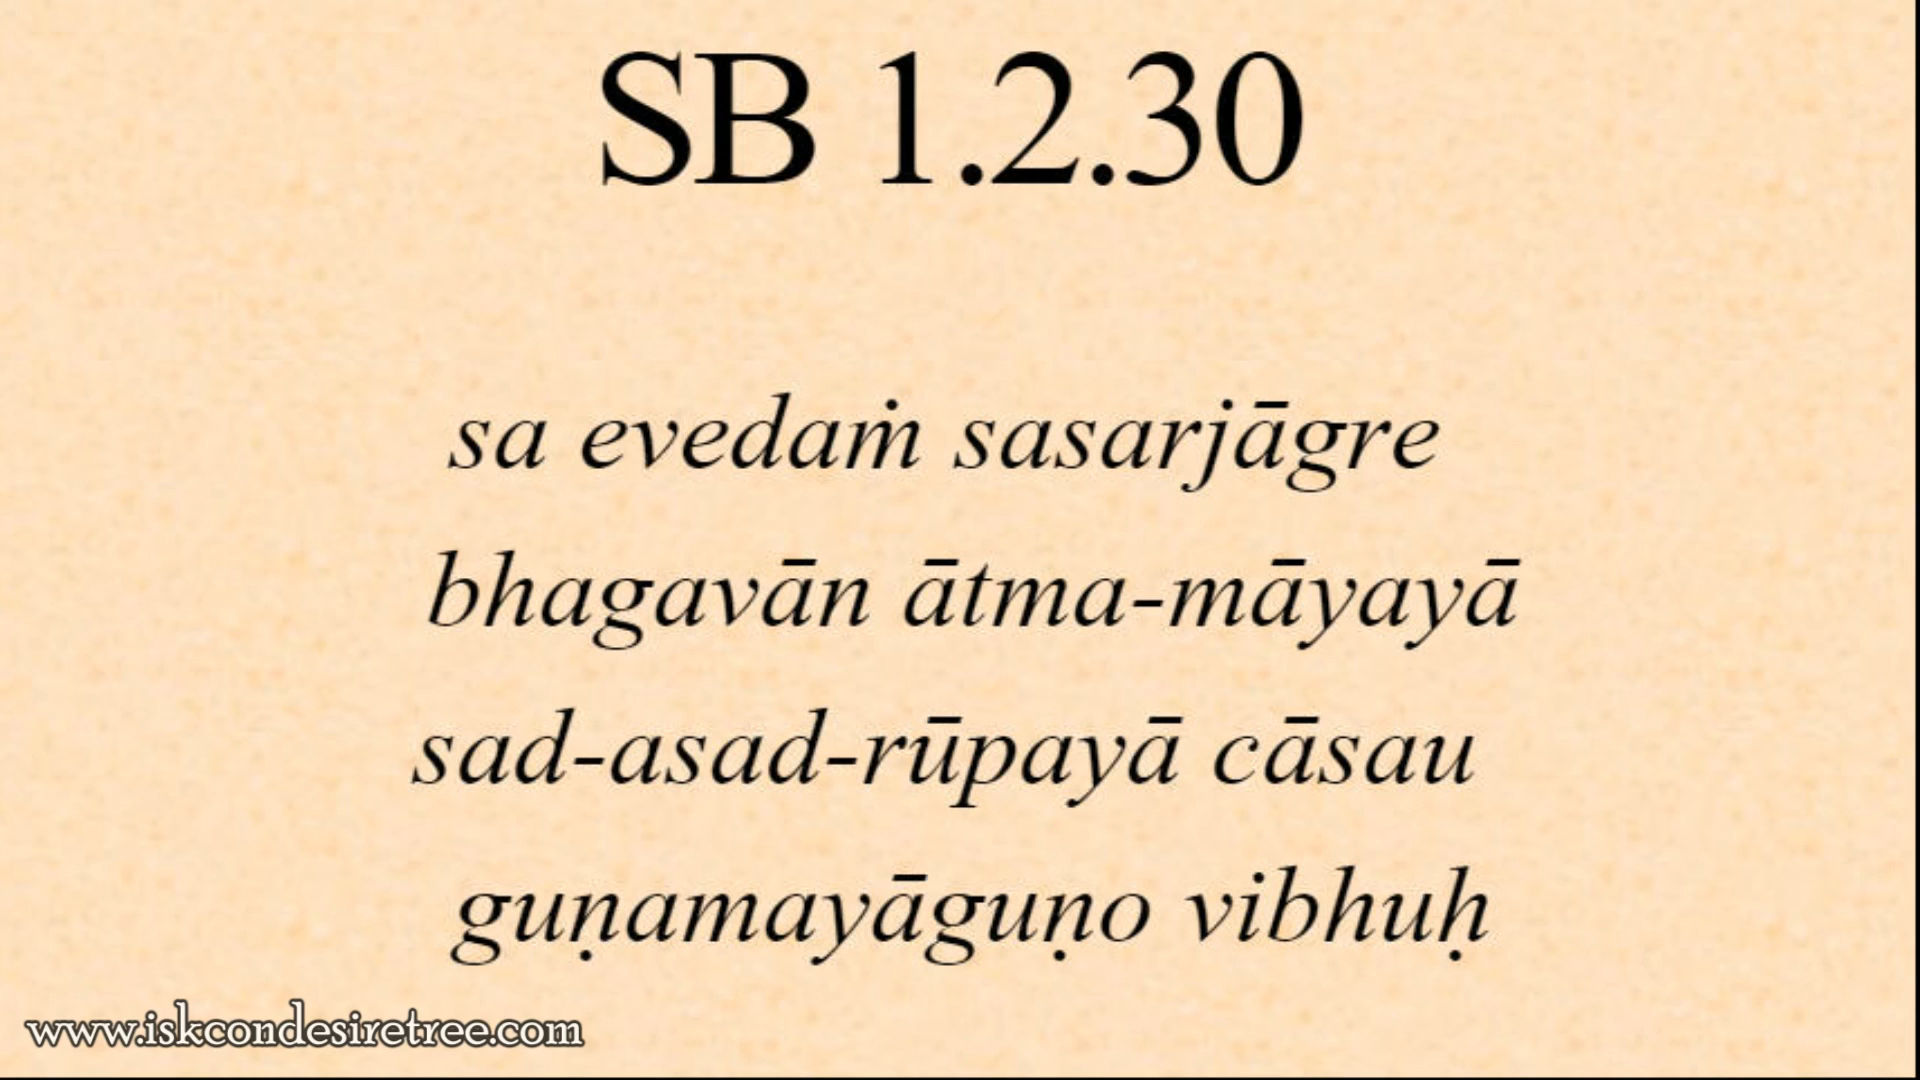 SB 1.2.30
sa evedaṁ sasarjāgre
bhagavān ātma-māyayā
sad-asad-rūpayā cāsau
guṇamayāguṇo vibhuḥ
www.iskcondesiretree.com